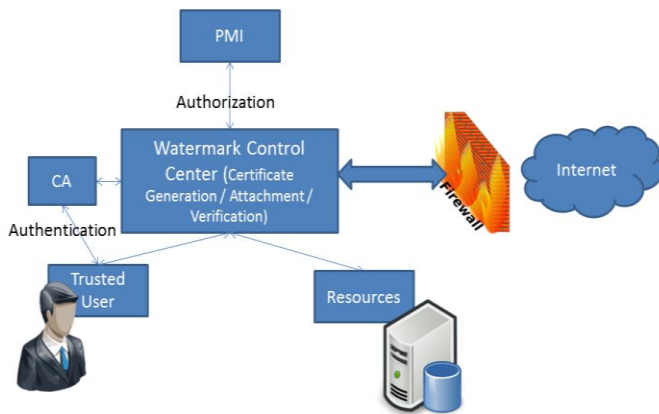 PMI
Authorization
Watermark Control
Center (Certificate
Generation / Attachment /
Verification)
CA
Authentication
Trusted
User
Resources
Firewall
Internet